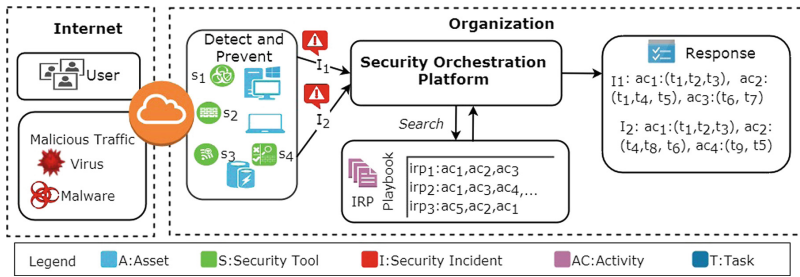 Internet
User
Malicious Traffic
Virus
Malware
Organization
Detect and
Prevent
s1
s2
s3
s4
I1
I2
Security Orchestration
Platform
Search
IRP
Playbook
irp1:ac1,ac2,ac3
irp2:ac1,ac3,ac4,...
irp3:ac5,ac2,ac1
Response
I1: ac1:(t1,t2,t3), ac2:
(t1,t4, t5), ac3:(t6, t7)
I2: ac1:(t1,t2,t3), ac2:
(t4,t8, t6), ac4:(t9, t5)
Legend
A:Asset
S:Security Tool
I:Security Incident
AC:Activity
T:Task